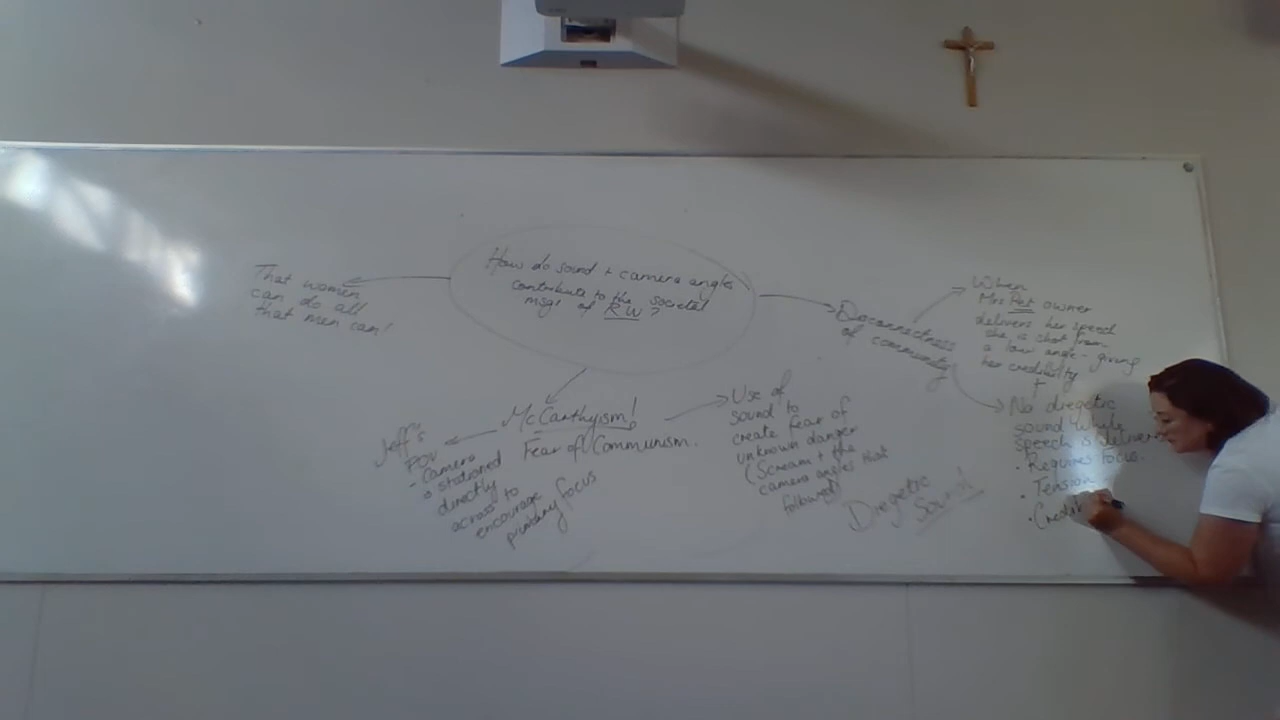 How do sound + camera angles
contribute to the societal
msg! of RW?
That women
can do all
that men can!
McCarthyism!
Fear of Communism.
Jeff's
POV
- Camera
is stationed
directly
across to
encourage
primary focus
Use of
sound to
create fear of
unknown danger
(Scream + the
camera angles that
followed)
Diegetic
Sound!
Disconnectness
of community
When
Mrs Pet owner
delivers her speech
she is shot from
a low angle - giving
her credibility
+
No diegetic
sound while
speech is delivere
• Requires focus.
• Tension
• Credib